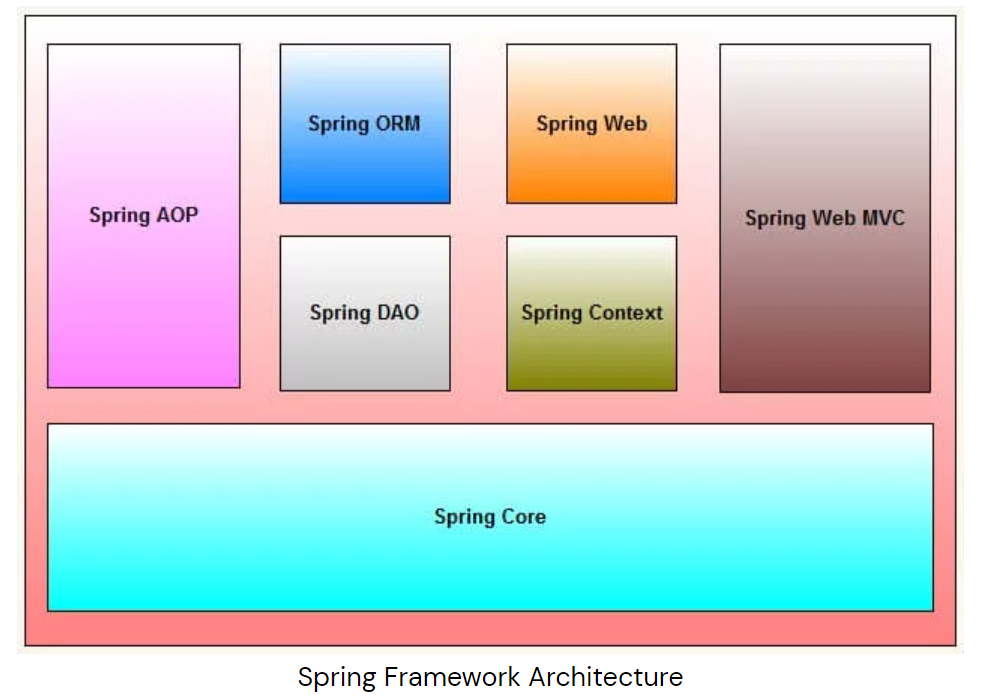 Spring AOP
Spring ORM
Spring Web
Spring Web MVC
Spring DAO
Spring Context
Spring Core
Spring Framework Architecture